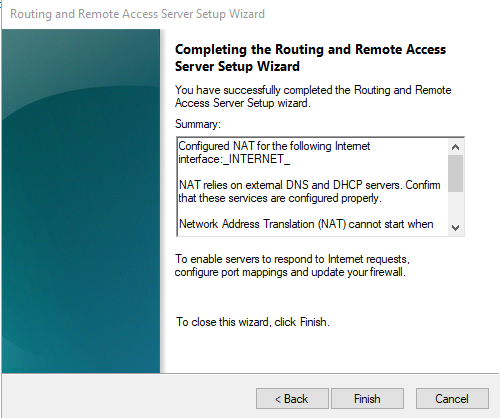 Routing and Remote Access Server Setup Wizard
Completing the Routing and Remote Access
Server Setup Wizard
You have successfully completed the Routing and Remote
Access Server Setup wizard.
Summary:
Configured NAT for the following Internet
interface:_INTERNET_
NAT relies on external DNS and DHCP servers. Confirm
that these services are configured properly.
Network Address Translation (NAT) cannot start when
To enable servers to respond to Internet requests,
configure port mappings and update your firewall.
To close this wizard, click Finish.
< Back
Finish
Cancel